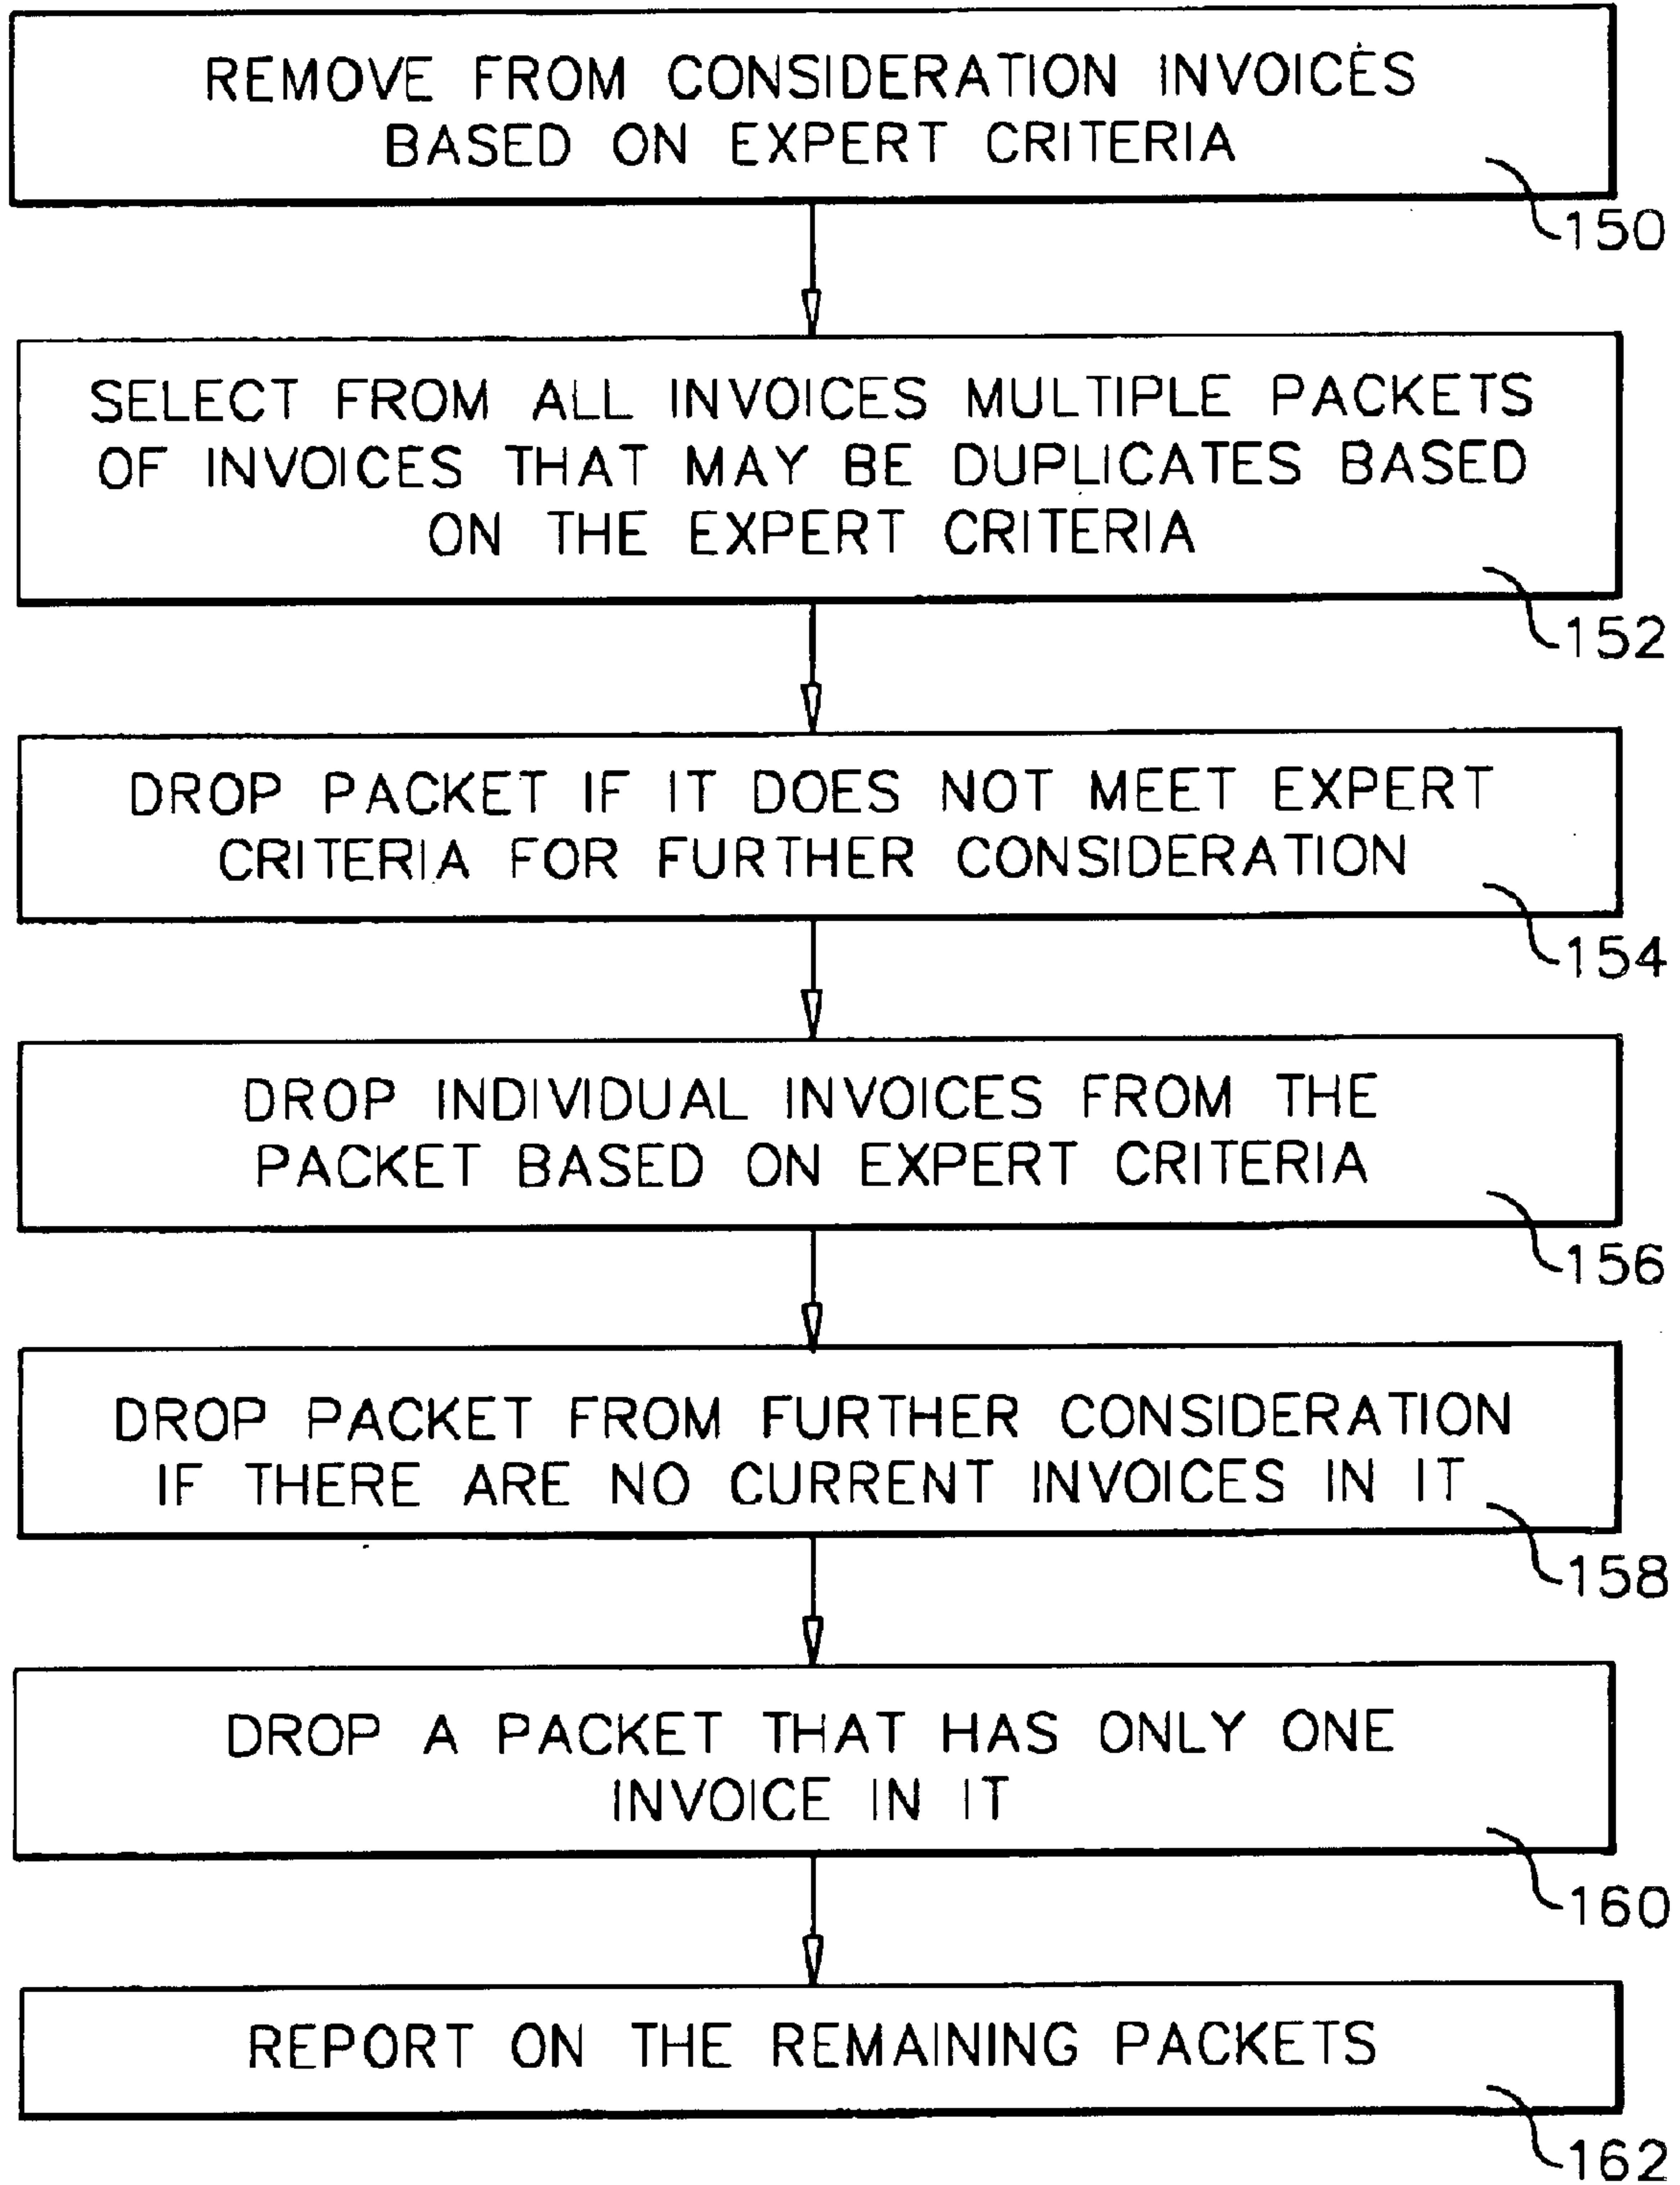 REMOVE FROM CONSIDERATION INVOICES
BASED ON EXPERT CRITERIA
150
SELECT FROM ALL INVOICES MULTIPLE PACKETS
OF INVOICES THAT MAY BE DUPLICATES BASED
ON THE EXPERT CRITERIA
152
DROP PACKET IF IT DOES NOT MEET EXPERT
CRITERIA FOR FURTHER CONSIDERATION
154
DROP INDIVIDUAL INVOICES FROM THE
PACKET BASED ON EXPERT CRITERIA
156
DROP PACKET FROM FURTHER CONSIDERATION
IF THERE ARE NO CURRENT INVOICES IN IT
158
DROP A PACKET THAT HAS ONLY ONE
INVOICE IN IT
160
REPORT ON THE REMAINING PACKETS
162